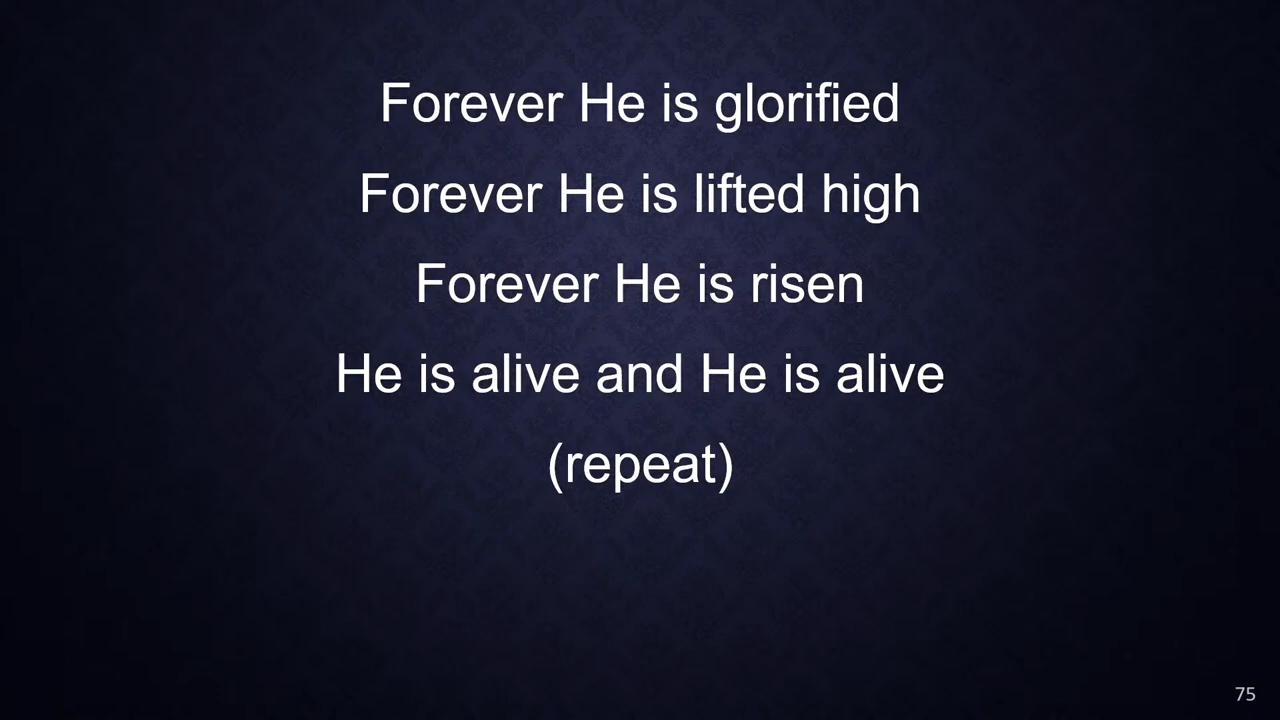 Forever He is glorified
Forever He is lifted high
Forever He is risen
He is alive and He is alive
(repeat)
75